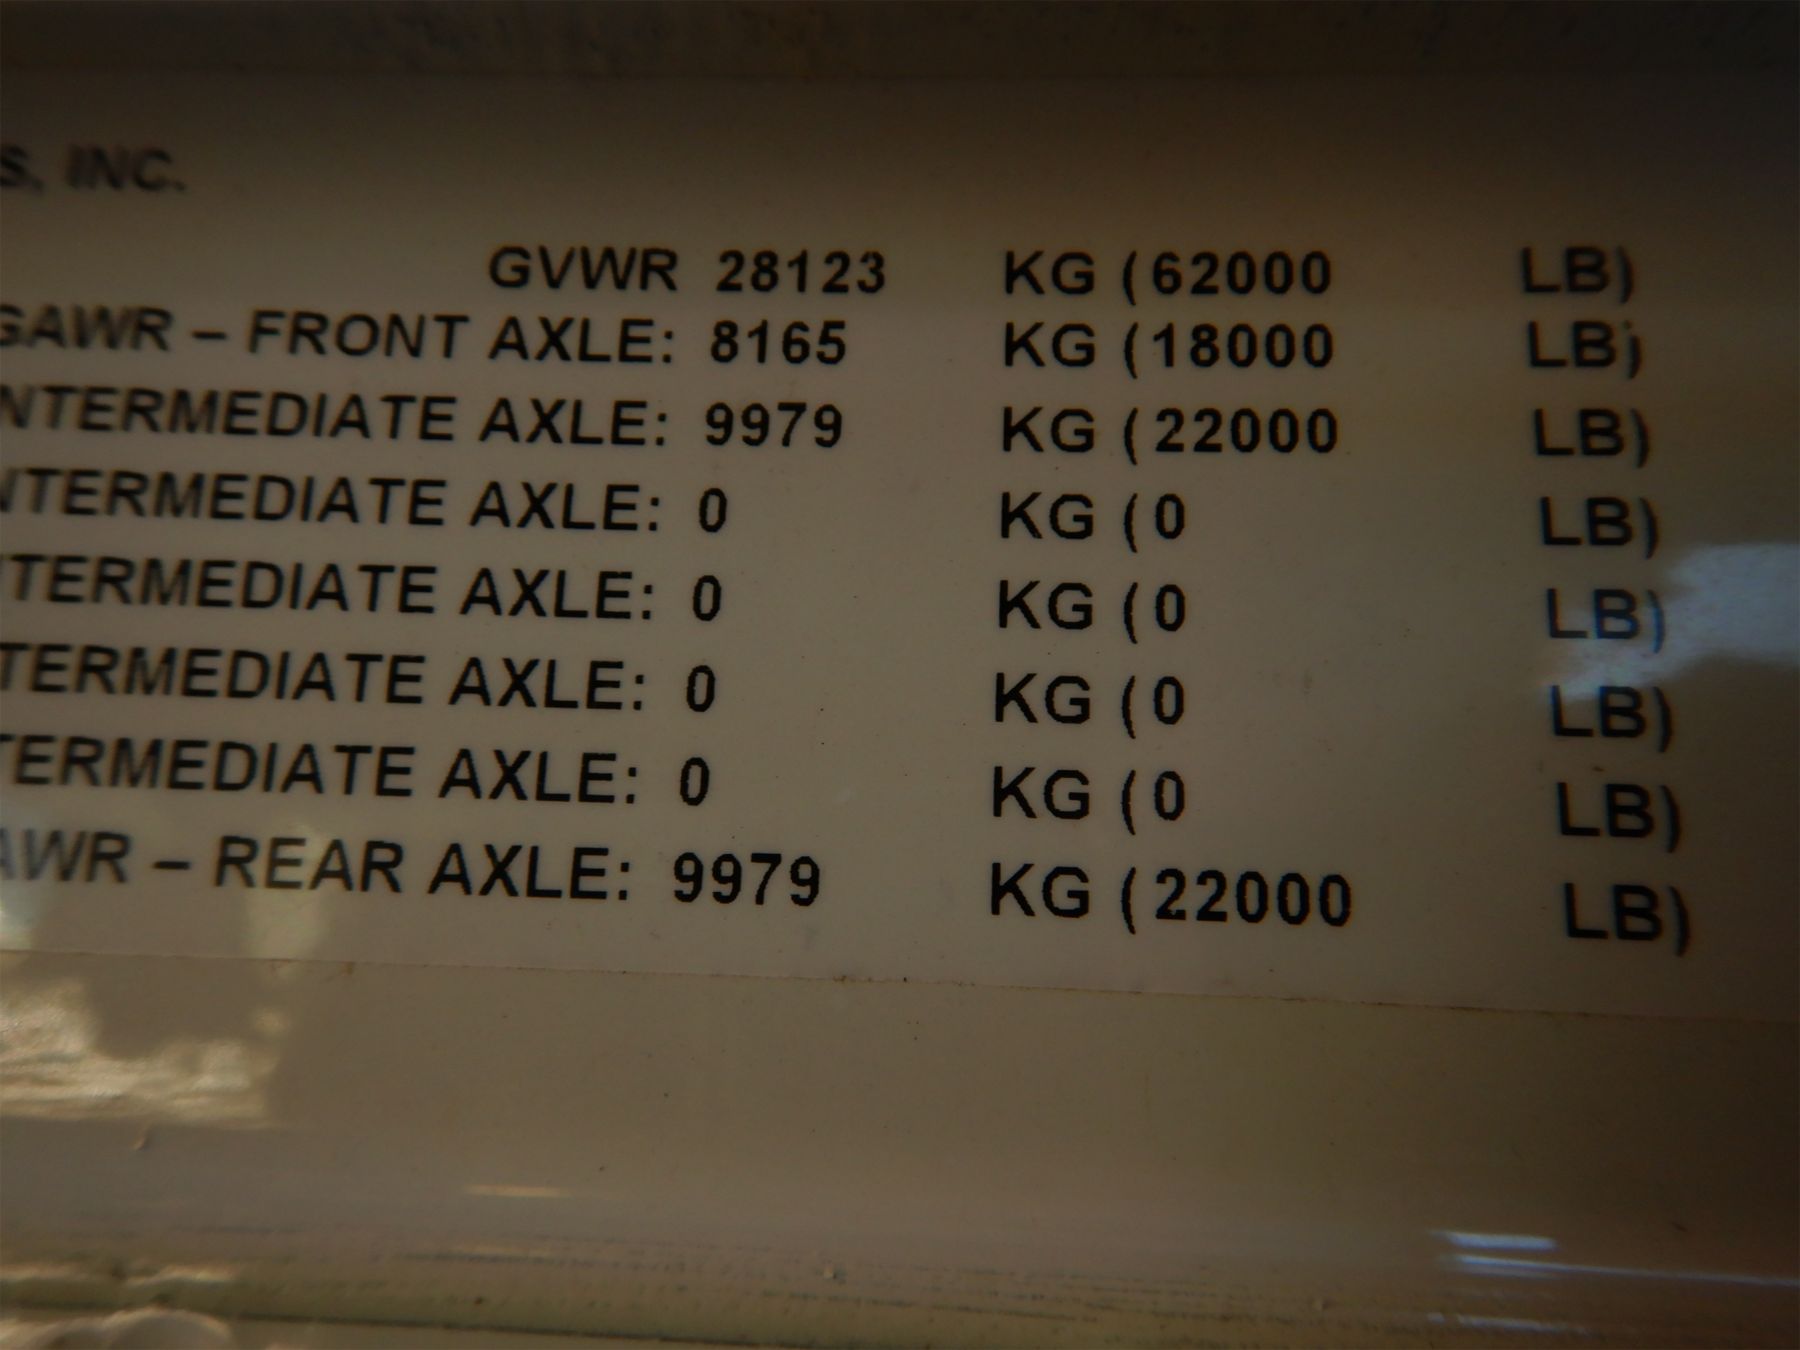 S, INC.
GVWR 28123 KG (62000 LB)
GAWR – FRONT AXLE: 8165 KG (18000 LB)
NTERMEDIATE AXLE: 9979 KG (22000 LB)
NTERMEDIATE AXLE: 0 KG (0 LB)
TERMEDIATE AXLE: 0 KG (0 LB)
TERMEDIATE AXLE: 0 KG (0 LB)
TERMEDIATE AXLE: 0 KG (0 LB)
AWR – REAR AXLE: 9979 KG (22000 LB)